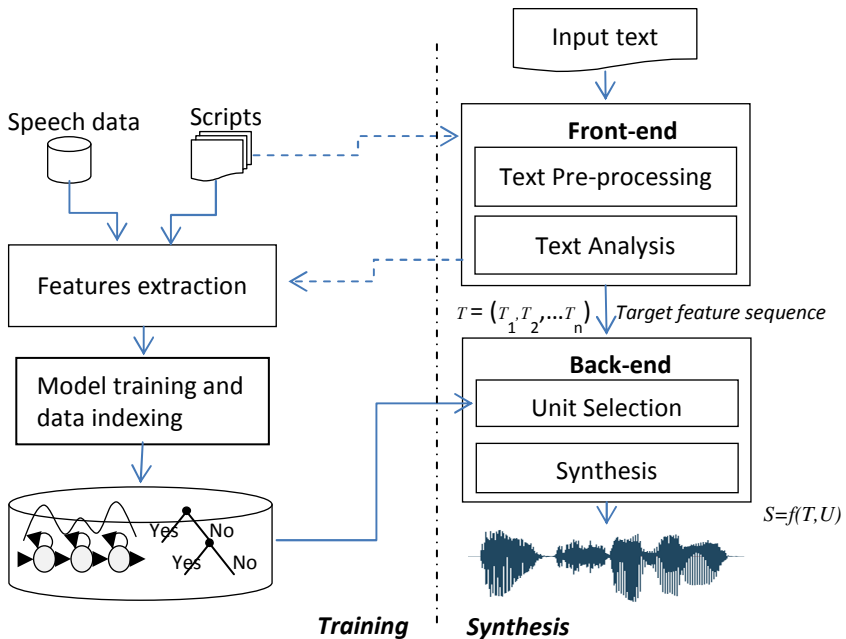 Input text
Speech data
Scripts
Front-end
Text Pre-processing
Text Analysis
Features extraction
T = (T1,T2,...Tn) Target feature sequence
Back-end
Model training and
data indexing
Unit Selection
Synthesis
S=f(T,U)
Yes No
Yes No
Training Synthesis